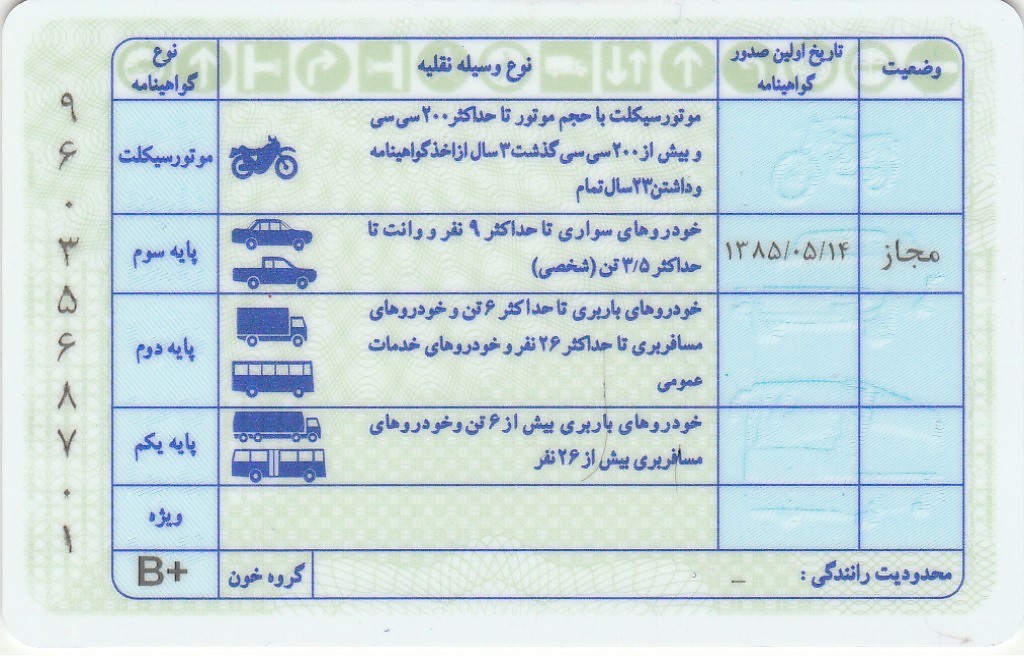 وضعیت
تاریخ اولین صدور
گواهینامه
نوع وسیله نقلیه
نوع
گواهینامه
موتورسیکلت با حجم موتور تا حداکثر ۲۰۰ سی سی
و بیش از ۲۰۰ سی سی گذشت ۳ سال از اخذ گواهینامه
و داشتن ۲۳ سال تمام
موتورسیکلت
مجاز
۱۳۸۵/۰۵/۱۴
خودروهای سواری تا حداکثر ۹ نفر و وانت تا
حداکثر ۳/۵ تن (شخصی)
پایه سوم
خودروهای باربری تا حداکثر ۶ تن و خودروهای
مسافربری تا حداکثر ۲۶ نفر و خودروهای خدمات
عمومی
پایه دوم
خودروهای باربری بیش از ۶ تن و خودروهای
مسافربری بیش از ۲۶ نفر
پایه یکم
ویژه
محدودیت رانندگی : _
گروه خون
B+
۹۶۰۳۵۶۸۷۰۱